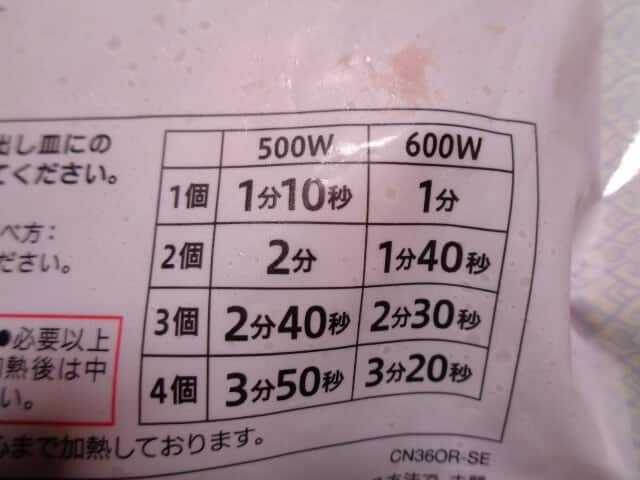 出し皿にの
てください。
べ方:
ださい。
●必要以上
加熱後は中
い。
500W 600W
1個 1分10秒 1分
2個 2分 1分40秒
3個 2分40秒 2分30秒
4個 3分50秒 3分20秒
心まで加熱しております。
CN36OR-SE